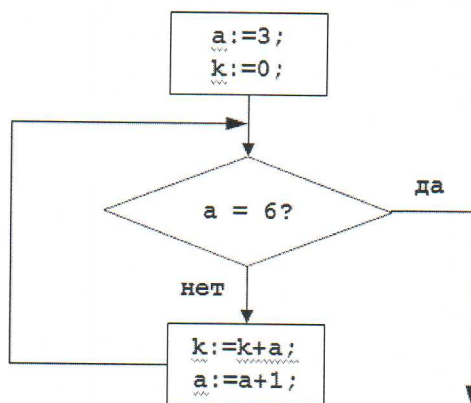 a:=3;
k:=0;
a = 6?
да
нет
k:=k+a;
a:=a+1;